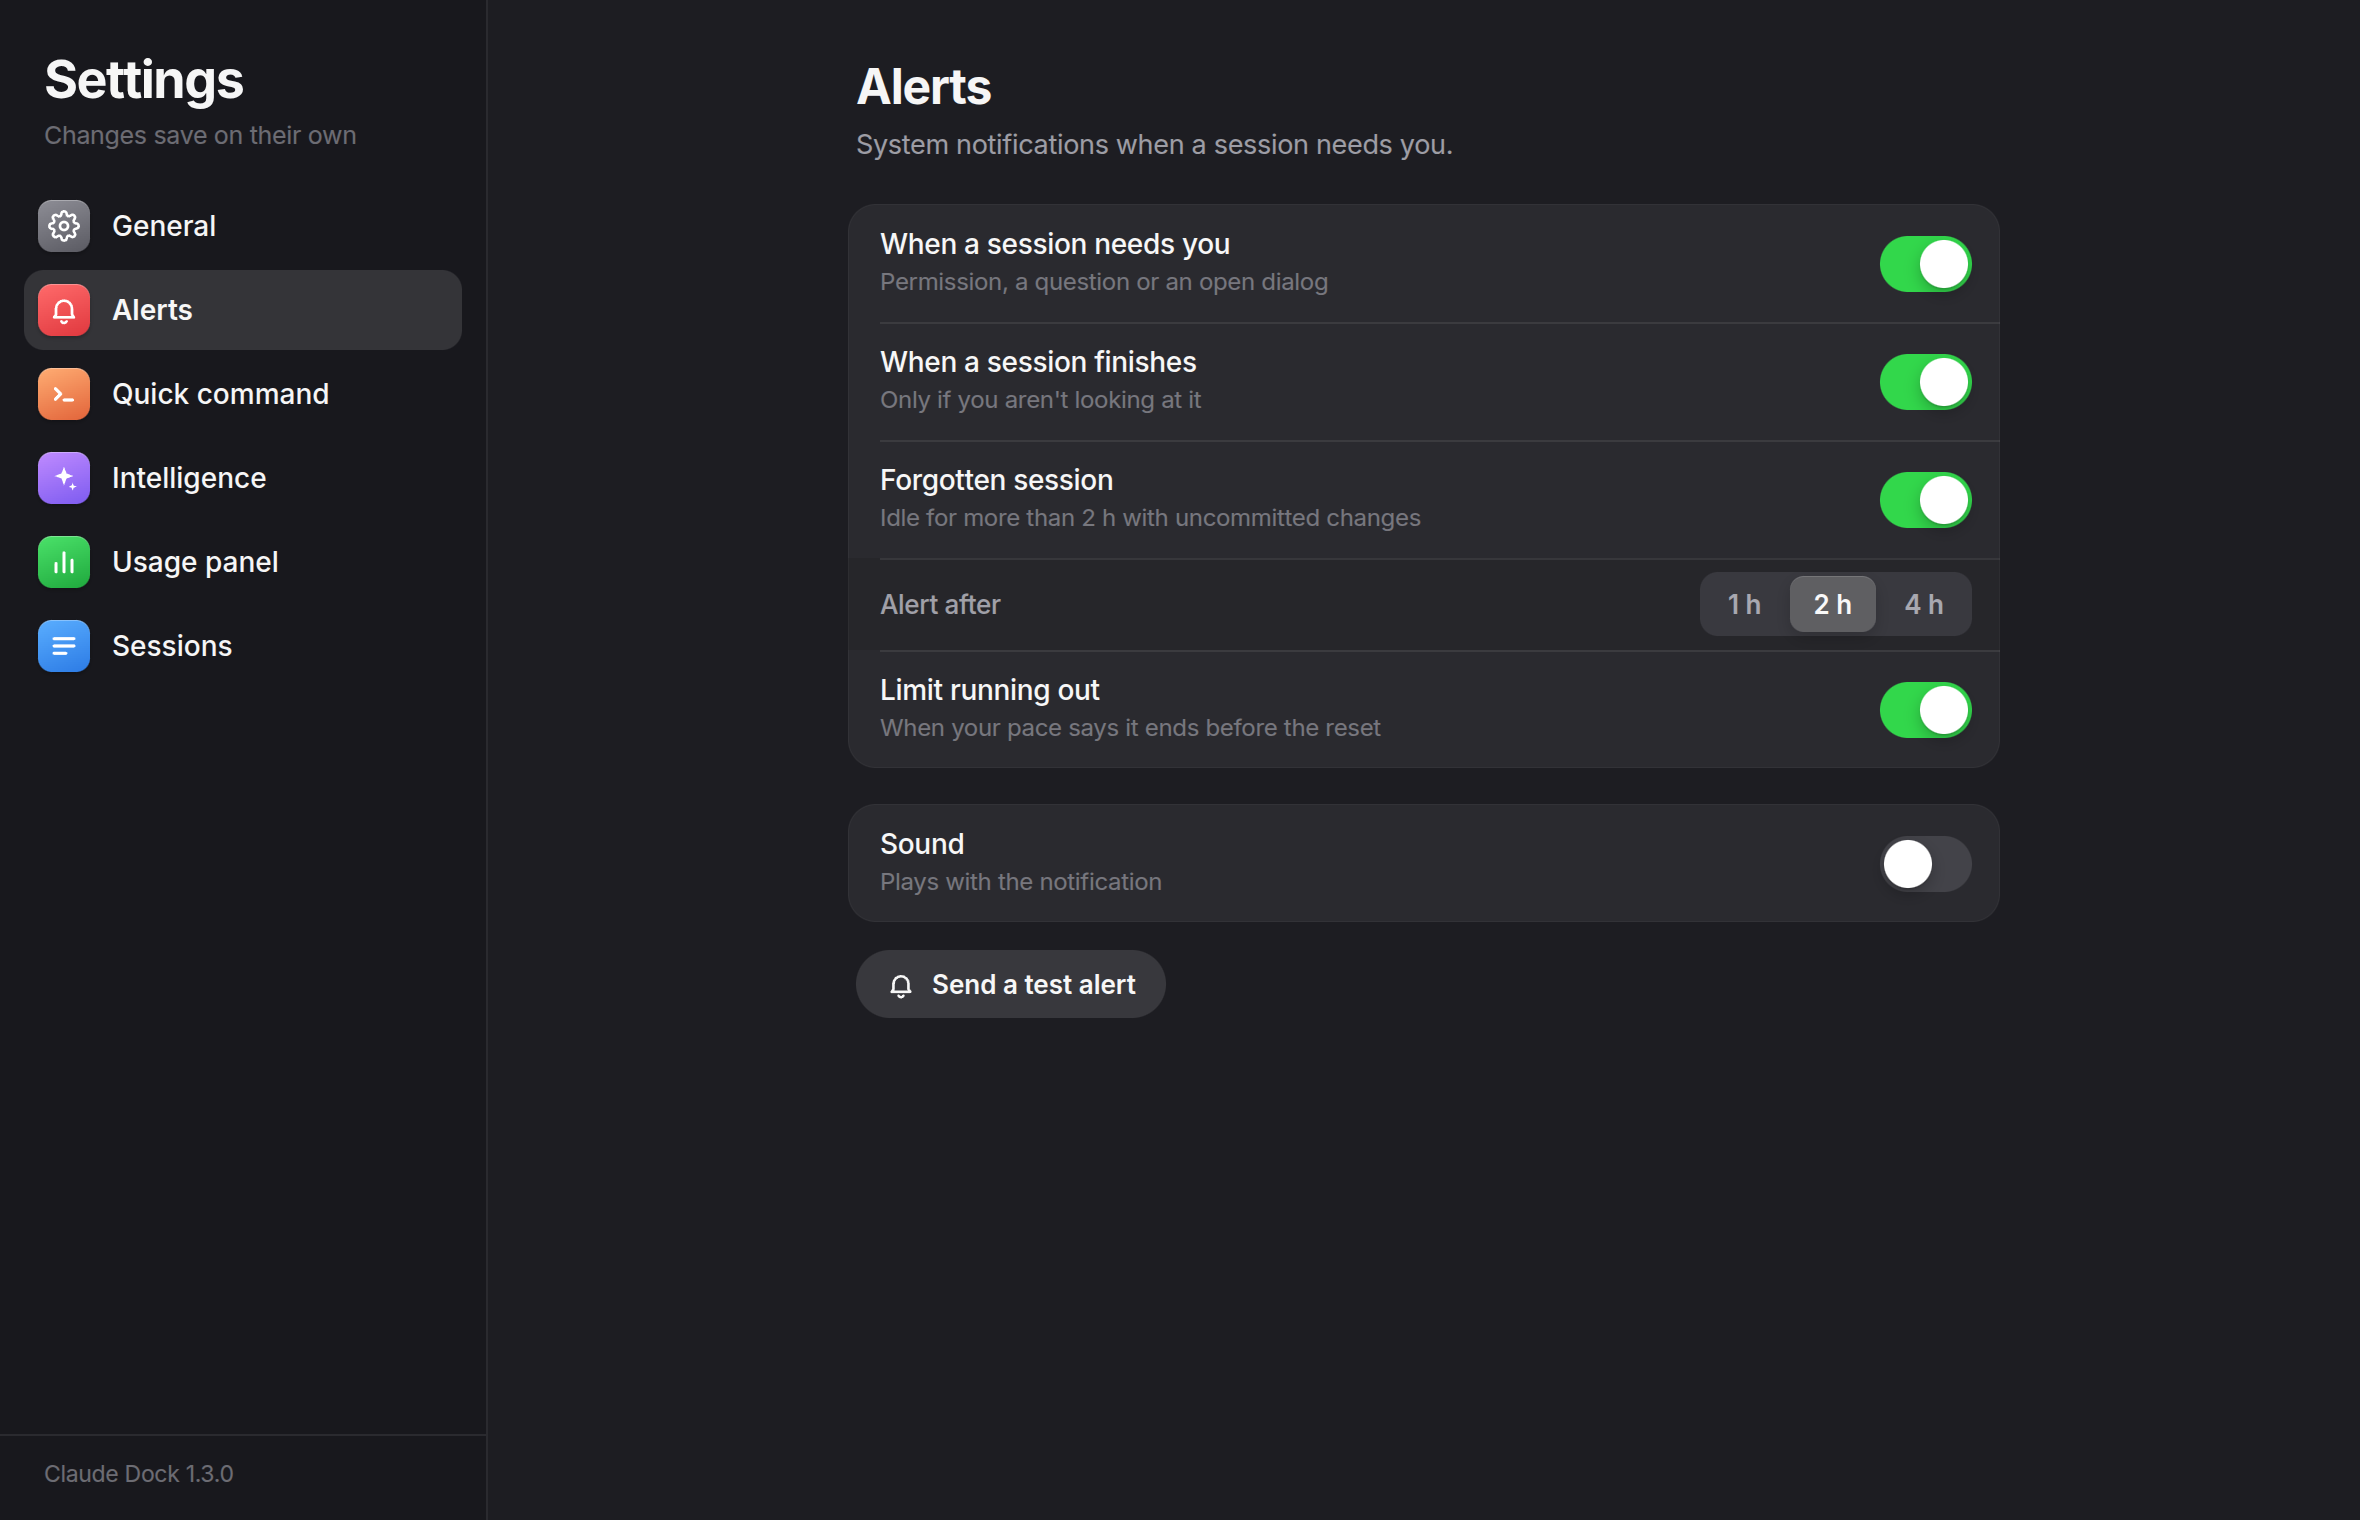 Settings
Changes save on their own
General
Alerts
Quick command
Intelligence
Usage panel
Sessions
Claude Dock 1.3.0
Alerts
System notifications when a session needs you.
When a session needs you
Permission, a question or an open dialog
When a session finishes
Only if you aren't looking at it
Forgotten session
Idle for more than 2 h with uncommitted changes
Alert after
1 h 2 h 4 h
Limit running out
When your pace says it ends before the reset
Sound
Plays with the notification
Send a test alert